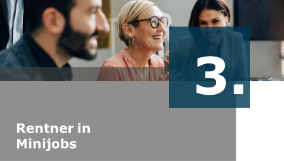 3.
Rentner in
Minijobs